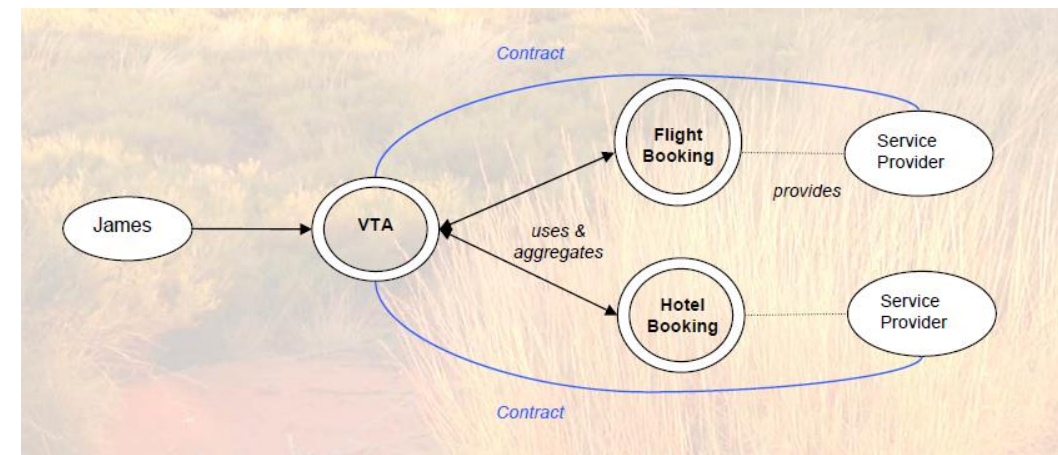 Contract
Flight
Booking
Service
Provider
provides
James
VTA
uses &
aggregates
Hotel
Booking
Service
Provider
Contract